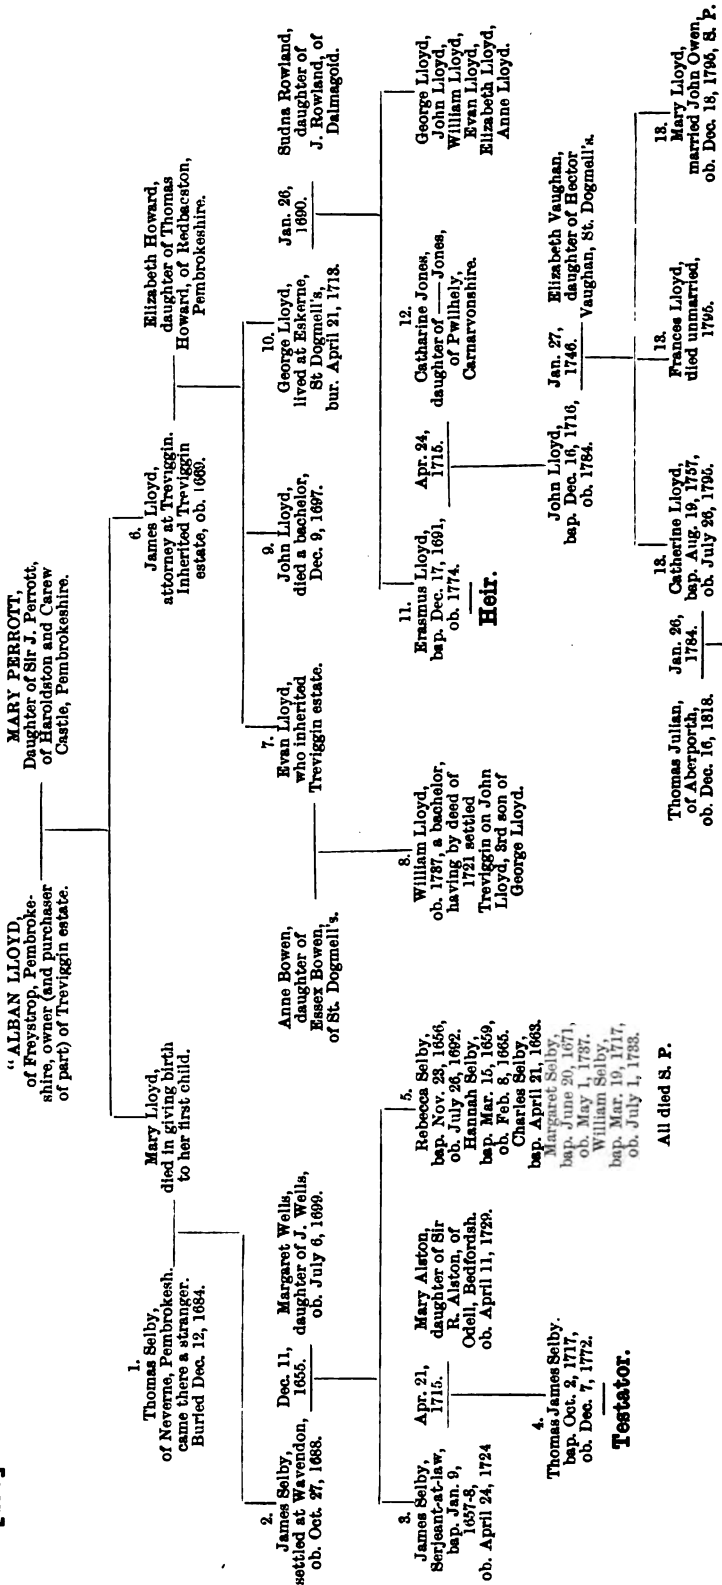 "ALBAN LLOYD,
of Freystrop, Pembroke-
shire, owner (and purchaser
of part) of Treviggin estate.
MARY PERROTT,
Daughter of Sir J. Perrott,
of Haroldston and Carew
Castle, Pembrokeshire.
1.
Thomas Selby,
of Neverne, Pembrokesh.
came there a stranger.
Buried Dec. 12, 1684.
Mary Lloyd,
died in giving birth
to her first child.
6.
James Lloyd,
attorney at Treviggin.
Inherited Treviggin
estate, ob. 1669.
Elizabeth Howard,
daughter of Thomas
Howard, of Redbacston,
Pembrokeshire.
2.
James Selby,
settled at Wavendon,
ob. Oct. 27, 1688.
Dec. 11,
1655.
Margaret Wells,
daughter of J. Wells,
ob. July 6, 1699.
Anne Bowen,
daughter of
Essex Bowen,
of St. Dogmell's.
7.
Evan Lloyd,
who inherited
Treviggin estate.
9.
John Lloyd,
died a bachelor,
Dec. 9, 1697.
10.
George Lloyd,
lived at Eskerne,
St Dogmell's,
bur. April 21, 1713.
Jan. 26,
1690.
Sudna Rowland,
daughter of
J. Rowland, of
Dalmagoid.
3.
James Selby,
Serjeant-at-law,
bap. Jan. 9,
1657-8,
ob. April 24, 1724
Apr. 21,
1715.
Mary Alston,
daughter of Sir
R. Alston, of
Odell, Bedfordsh.
ob. April 11, 1729.
5.
Rebecca Selby,
bap. Nov. 23, 1656,
ob. July 26, 1692.
Hannah Selby,
bap. Mar. 15, 1659,
ob. Feb. 8, 1665.
Charles Selby,
bap. April 21, 1663.
Margaret Selby,
bap. June 20, 1671,
ob. May 1, 1737.
William Selby,
bap. Mar. 19, 1717,
ob. July 1, 1733.
All died S. P.
8.
William Lloyd,
ob. 1737, a bachelor,
having by deed of
1721 settled
Treviggin on John
Lloyd, 3rd son of
George Lloyd.
11.
Erasmus Lloyd,
bap. Dec. 17, 1691,
ob. 1774.
Heir.
Apr. 24,
1715.
12.
Catharine Jones,
daughter of —— Jones,
of Pwllhely,
Carnarvonshire.
George Lloyd,
John Lloyd,
William Lloyd,
Evan Lloyd,
Elizabeth Lloyd,
Anne Lloyd.
4.
Thomas James Selby.
bap. Oct. 2, 1717,
ob. Dec. 7, 1772.
Testator.
John Lloyd,
bap. Dec. 16, 1716,
ob. 1784.
Jan. 27,
1746.
Elizabeth Vaughan,
daughter of Hector
Vaughan, St. Dogmell's.
Thomas Julian,
of Aberporth,
ob. Dec. 16, 1818.
Jan. 26,
1784.
13.
Catherine Lloyd,
bap. Aug. 19, 1757,
ob. July 26, 1795.
13.
Frances Lloyd,
died unmarried,
1795.
13.
Mary Lloyd,
married John Owen,
ob. Dec. 18, 1795, S. P.